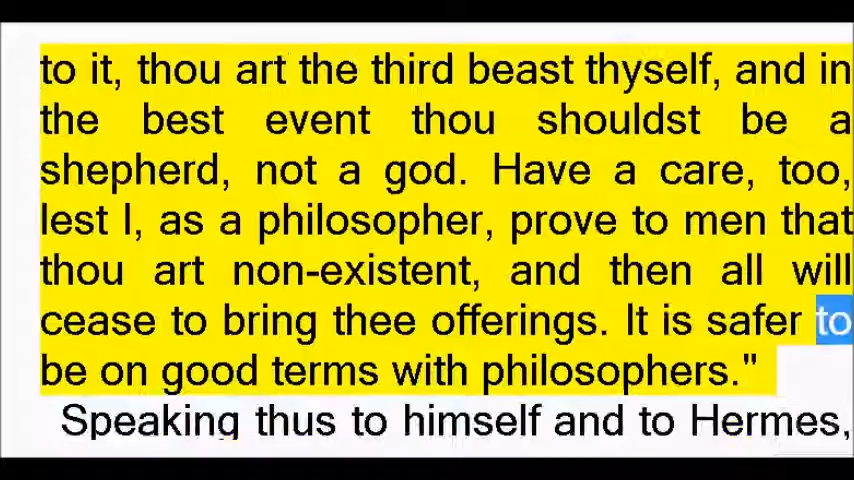 to it, thou art the third beast thyself, and in
the best event thou shouldst be a
shepherd, not a god. Have a care, too,
lest I, as a philosopher, prove to men that
thou art non-existent, and then all will
cease to bring thee offerings. It is safer to
be on good terms with philosophers."
Speaking thus to himself and to Hermes,